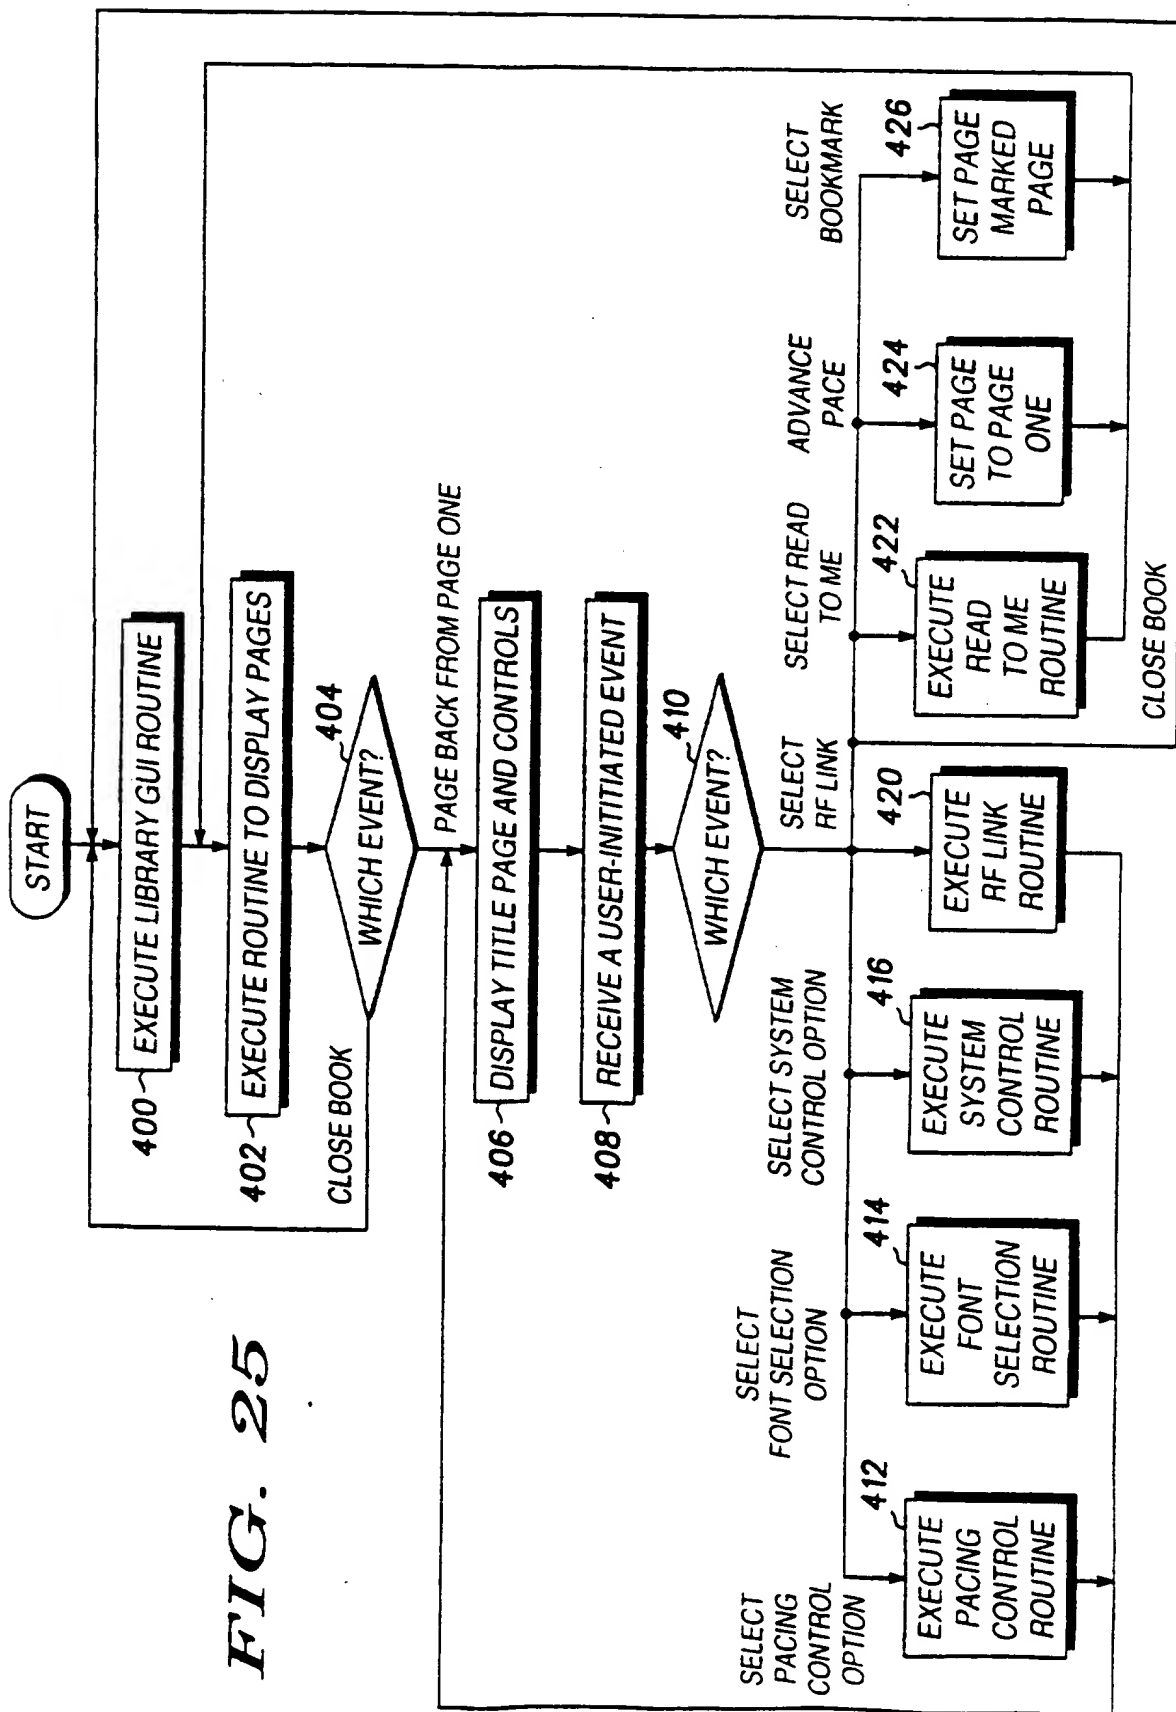 FIG. 25
START
400
EXECUTE LIBRARY GUI ROUTINE
402
EXECUTE ROUTINE TO DISPLAY PAGES
404
WHICH EVENT?
CLOSE BOOK
PAGE BACK FROM PAGE ONE
406
DISPLAY TITLE PAGE AND CONTROLS
408
RECEIVE A USER-INITIATED EVENT
410
WHICH EVENT?
SELECT
PACING
CONTROL
OPTION
412
EXECUTE
PACING
CONTROL
ROUTINE
SELECT
FONT SELECTION
OPTION
414
EXECUTE
FONT
SELECTION
ROUTINE
SELECT SYSTEM
CONTROL OPTION
416
EXECUTE
SYSTEM
CONTROL
ROUTINE
SELECT
RF LINK
420
EXECUTE
RF LINK
ROUTINE
CLOSE BOOK
SELECT READ
TO ME
422
EXECUTE
READ
TO ME
ROUTINE
ADVANCE
PACE
424
SET PAGE
TO PAGE
ONE
SELECT
BOOKMARK
426
SET PAGE
MARKED
PAGE